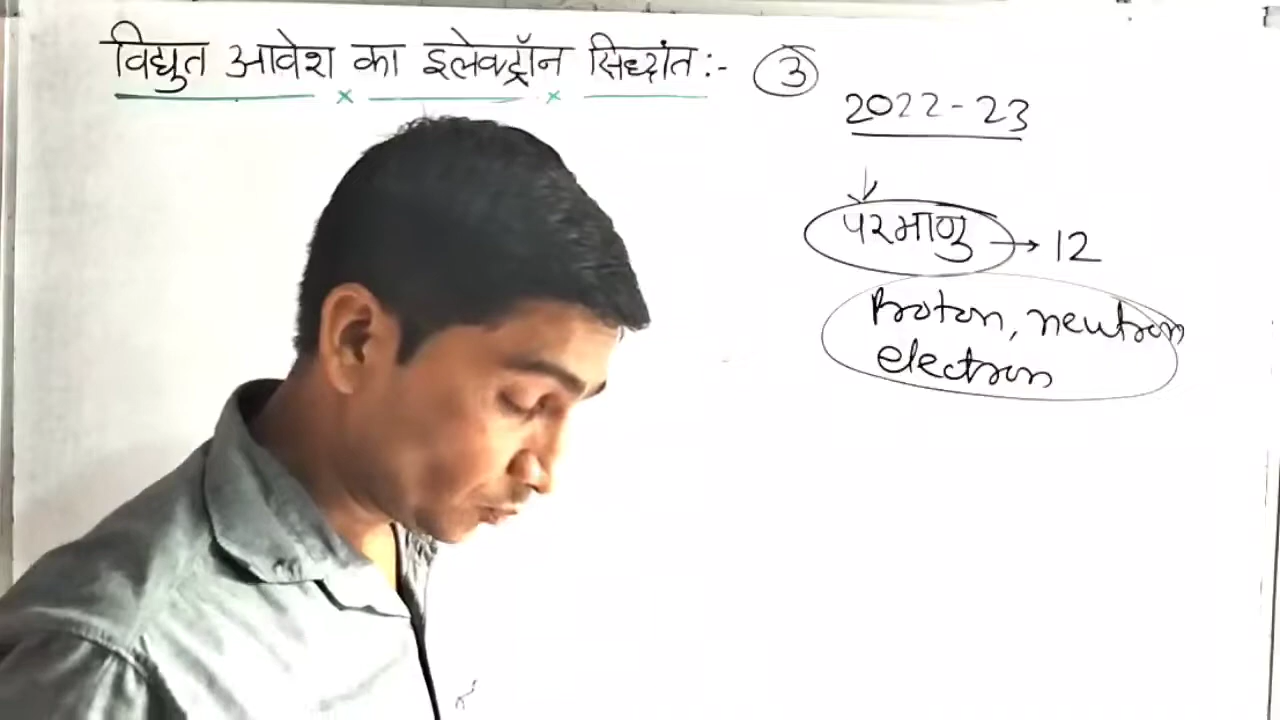 विद्युत आवेश का इलेक्ट्रॉन सिध्दांत :- ③
2022-23
परमाणु → 12
Proton, neutron
electron